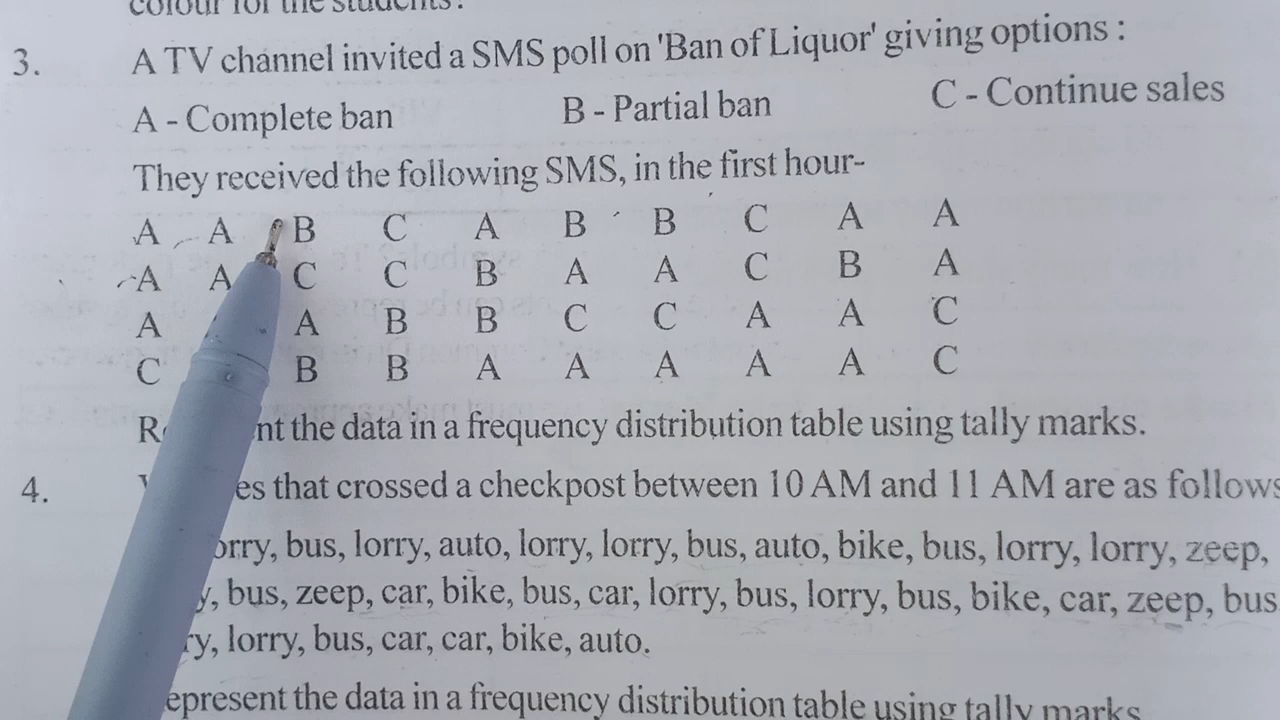 colour for the students?
3. A TV channel invited a SMS poll on 'Ban of Liquor' giving options :
A - Complete ban B - Partial ban C - Continue sales
They received the following SMS, in the first hour-
A A B C A B B C A A
A A C C B A A C B A
A A B B C C A A C
C B B A A A A A C
the data in a frequency distribution table using tally marks.
4. that crossed a checkpost between 10 AM and 11 AM are as follows
bus, lorry, auto, lorry, lorry, bus, auto, bike, bus, lorry, lorry, zeep,
bus, zeep, car, bike, bus, car, lorry, bus, lorry, bus, bike, car, zeep, bus
lorry, bus, car, car, bike, auto.
the data in a frequency distribution table using tally marks